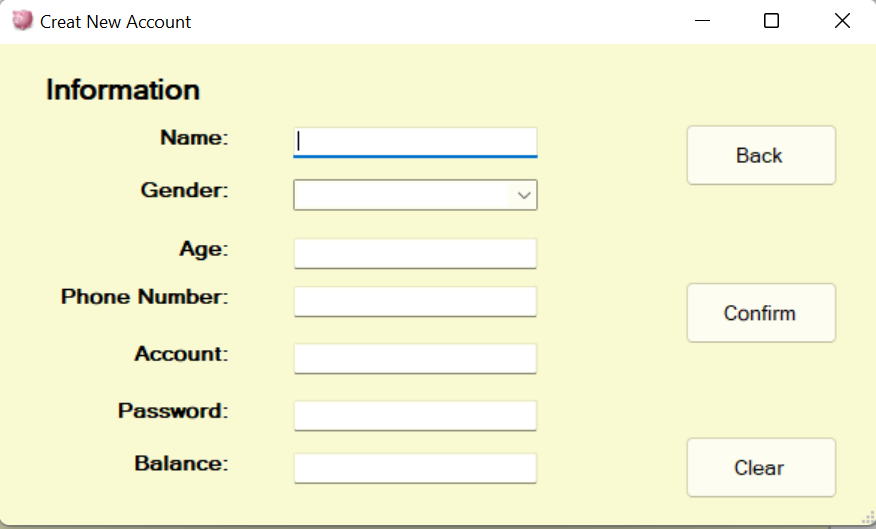 Creat New Account
Information
Name:
Back
Gender:
Age:
Phone Number:
Confirm
Account:
Password:
Balance:
Clear